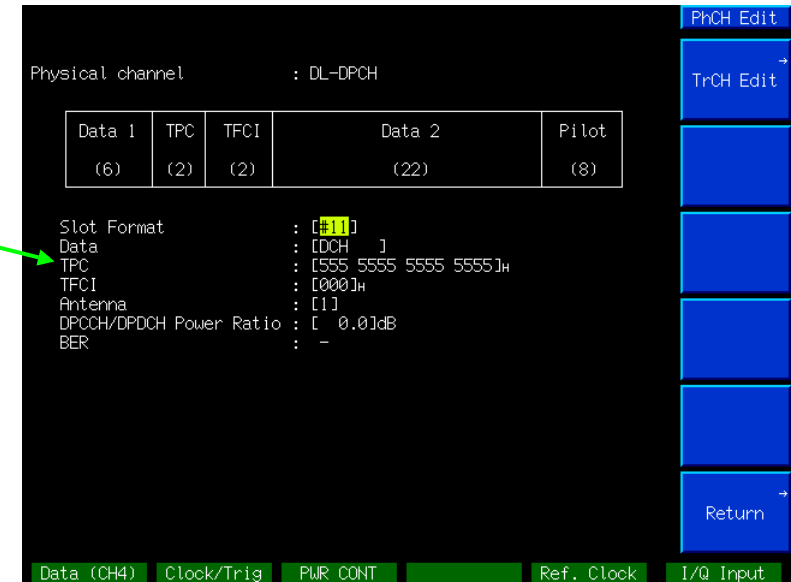 PhCH Edit
Physical channel : DL-DPCH
→
TrCH Edit
Data 1 TPC TFCI Data 2 Pilot
(6) (2) (2) (22) (8)
Slot Format : [#11]
Data : [DCH ]
TPC : [555 5555 5555 5555]H
TFCI : [000]H
Antenna : [1]
DPCCH/DPDCH Power Ratio : [ 0.0]dB
BER : -
→
Return
Data (CH4) Clock/Trig PWR CONT Ref. Clock I/Q Input